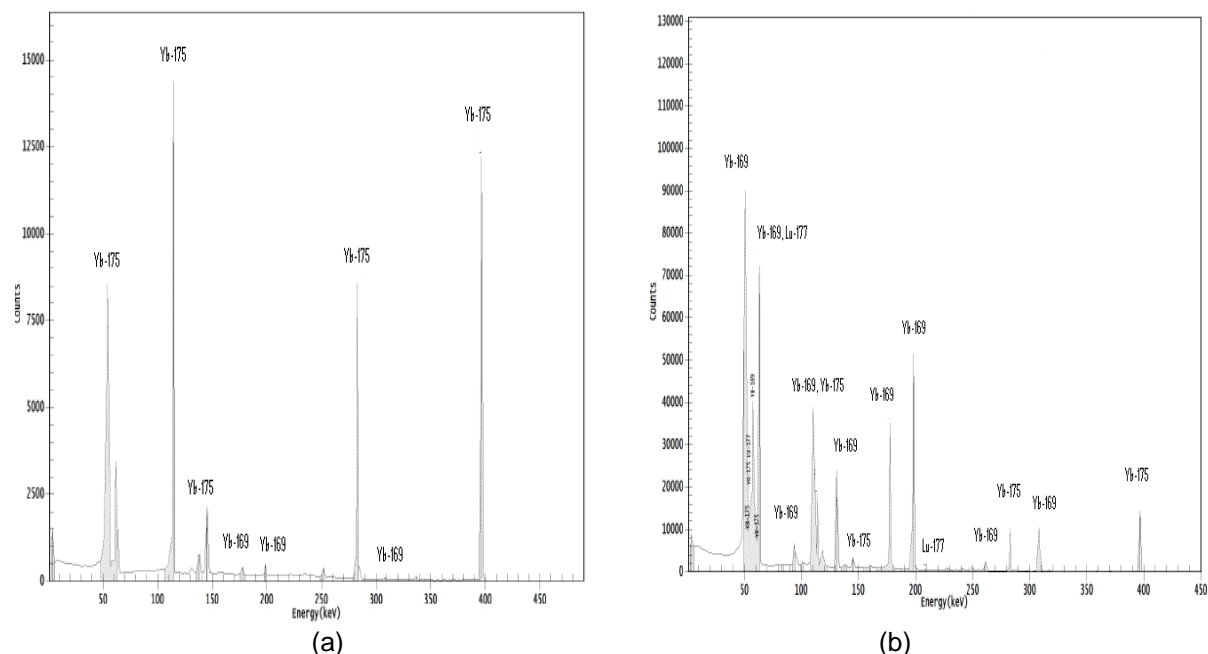 Yb-175
Yb-175
Yb-175
Yb-175
Yb-175
Yb-169
Yb-169
Yb-169
15000
12500
10000
7500
5000
2500
0
Counts
50
100
150
200
250
300
350
400
450
Energy(keV)
(a)
Yb-169
Yb-169, Lu-177
Yb-169
Yb-169, Yb-175
Yb-169
Yb-169
Yb-169
Yb-169
Yb-175
Lu-177
Yb-169
Yb-175
Yb-169
Yb-175
130000
120000
110000
100000
90000
80000
70000
60000
50000
40000
30000
20000
10000
0
Counts
50
100
150
200
250
300
350
400
450
Energy(keV)
(b)